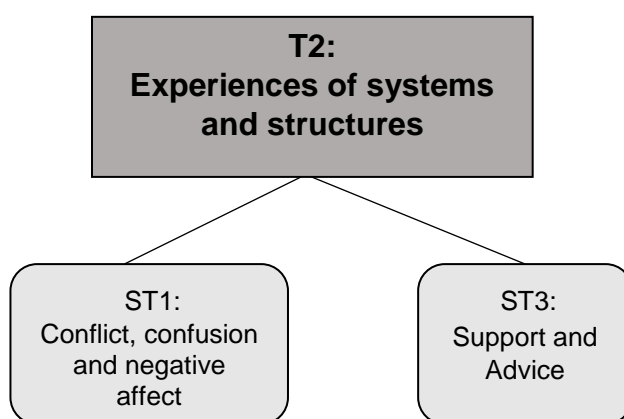 T2:
Experiences of systems
and structures
ST1:
Conflict, confusion
and negative
affect
ST3:
Support and
Advice